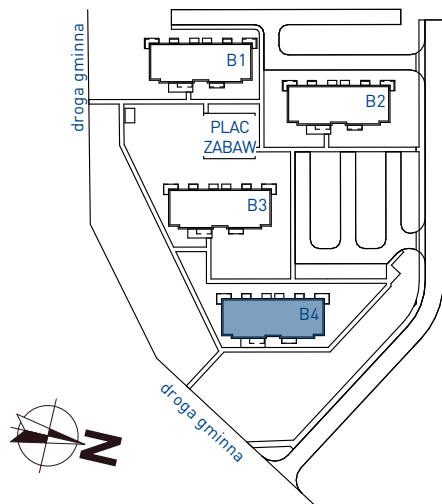 droga gminna
B1
B2
PLAC
ZABAW
B3
B4
droga gminna
N